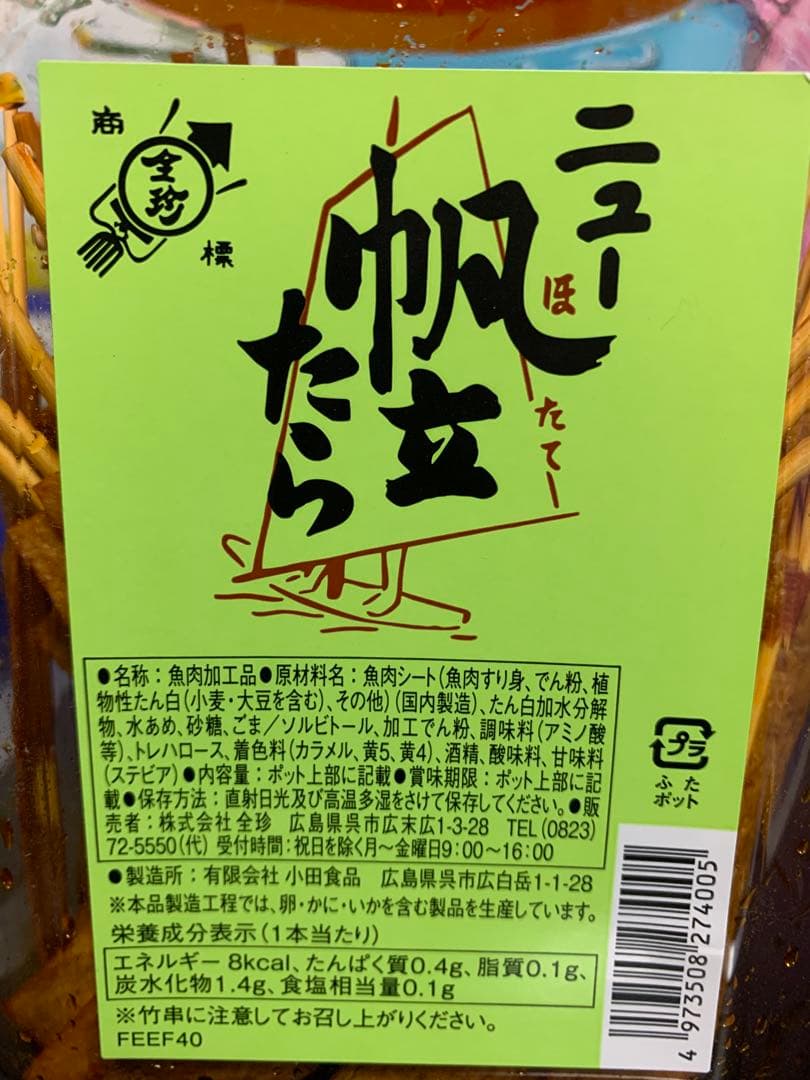 商
全珍
標
ニュー
帆立
ほ
たてー
たら
●名称：魚肉加工品●原材料名：魚肉シート(魚肉すり身、でん粉、植
物性たん白(小麦・大豆を含む)、その他)(国内製造)、たん白加水分解
物、水あめ、砂糖、ごま／ソルビトール、加工でん粉、調味料(アミノ酸
等)、トレハロース、着色料(カラメル、黄5、黄4)、酒精、酸味料、甘味料
(ステビア)●内容量：ポット上部に記載●賞味期限：ポット上部に記
載●保存方法：直射日光及び高温多湿をさけて保存してください。●販
売者：株式会社 全珍 広島県呉市広末広1-3-28 TEL(0823)
72-5550(代) 受付時間：祝日を除く月〜金曜日9：00〜16：00
●製造所：有限会社 小田食品 広島県呉市広白岳1-1-28
※本品製造工程では、卵・かに・いかを含む製品を生産しています。
栄養成分表示(1本当たり)
エネルギー 8kcal、たんぱく質0.4g、脂質0.1g、
炭水化物1.4g、食塩相当量0.1g
※竹串に注意してお召し上がりください。
FEEF40
プラ
ふた
ポット
4 973508 274005